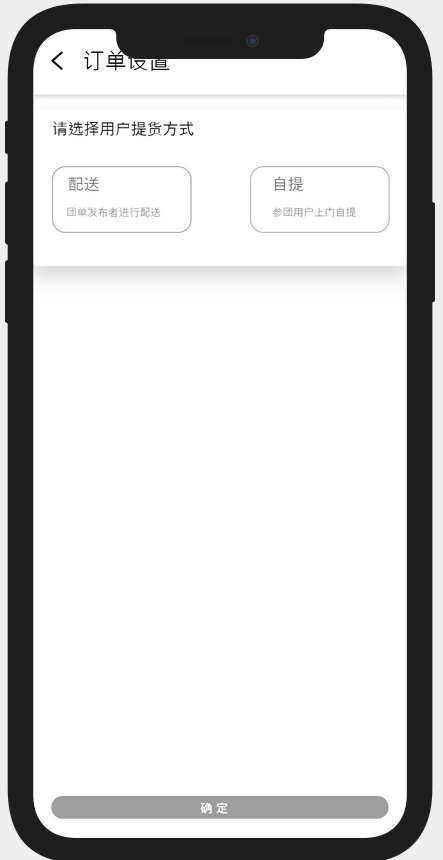 订单设置
请选择用户提货方式
配送
自提
团单发布者进行配送
参团用户上门自提
确定